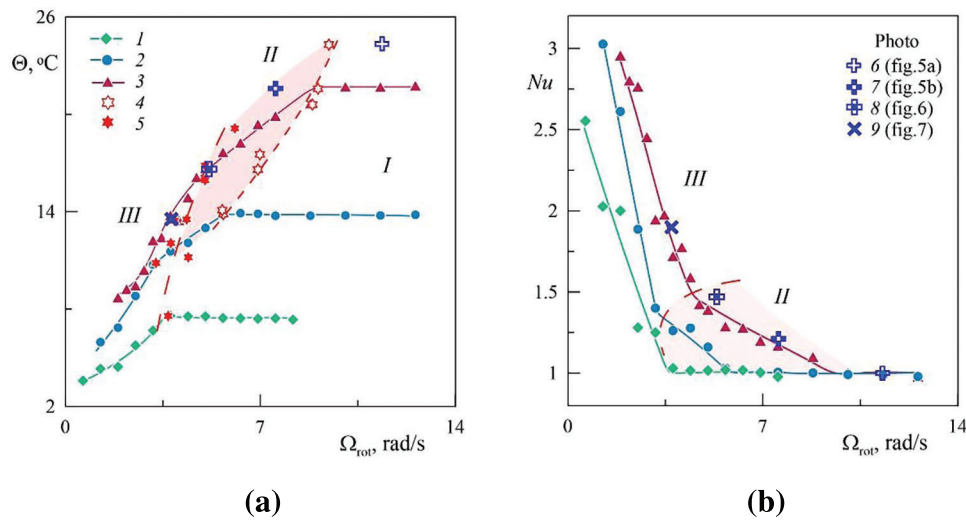 26
Θ, °C
14
2
1
2
3
4
5
II
I
III
0
7
14
Ω rot, rad/s
(a)
3
Nu
2.5
2
1.5
1
Photo
6 (fig.5a)
7 (fig.5b)
8 (fig.6)
9 (fig.7)
III
II
0
7
14
Ω rot, rad/s
(b)